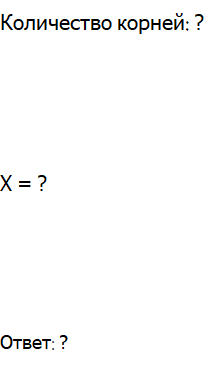 Количество корней: ?
X = ?
Ответ: ?